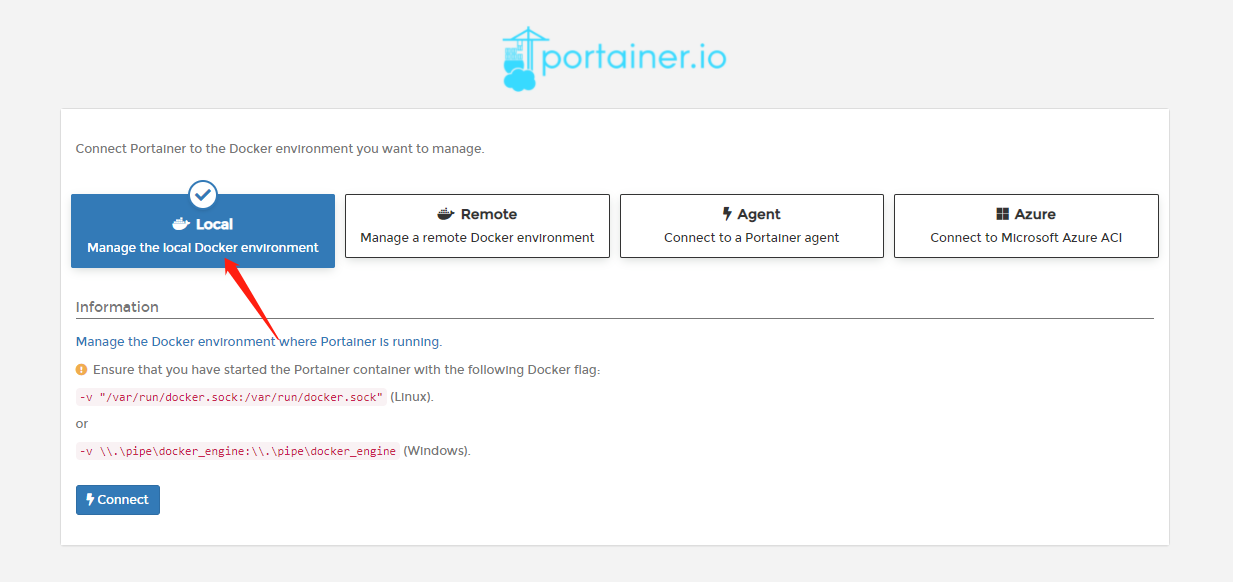 portainer.io
Connect Portainer to the Docker environment you want to manage.
Local
Manage the local Docker environment
Remote
Manage a remote Docker environment
Agent
Connect to a Portainer agent
Azure
Connect to Microsoft Azure ACI
Information
Manage the Docker environment where Portainer is running.
Ensure that you have started the Portainer container with the following Docker flag:
-v "/var/run/docker.sock:/var/run/docker.sock" (Linux).
or
-v \\.\pipe\docker_engine:\\.\pipe\docker_engine (Windows).
Connect